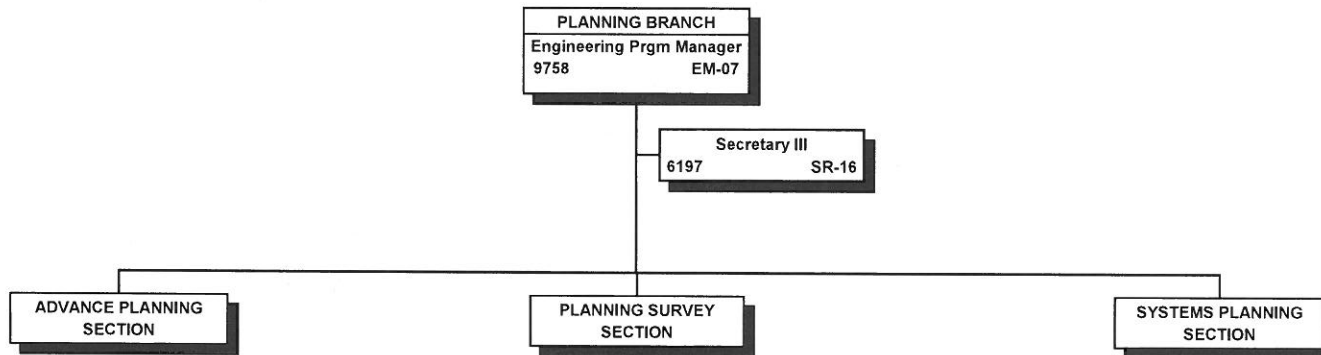 PLANNING BRANCH
Engineering Prgm Manager
9758 EM-07
Secretary III
6197 SR-16
ADVANCE PLANNING
SECTION
PLANNING SURVEY
SECTION
SYSTEMS PLANNING
SECTION